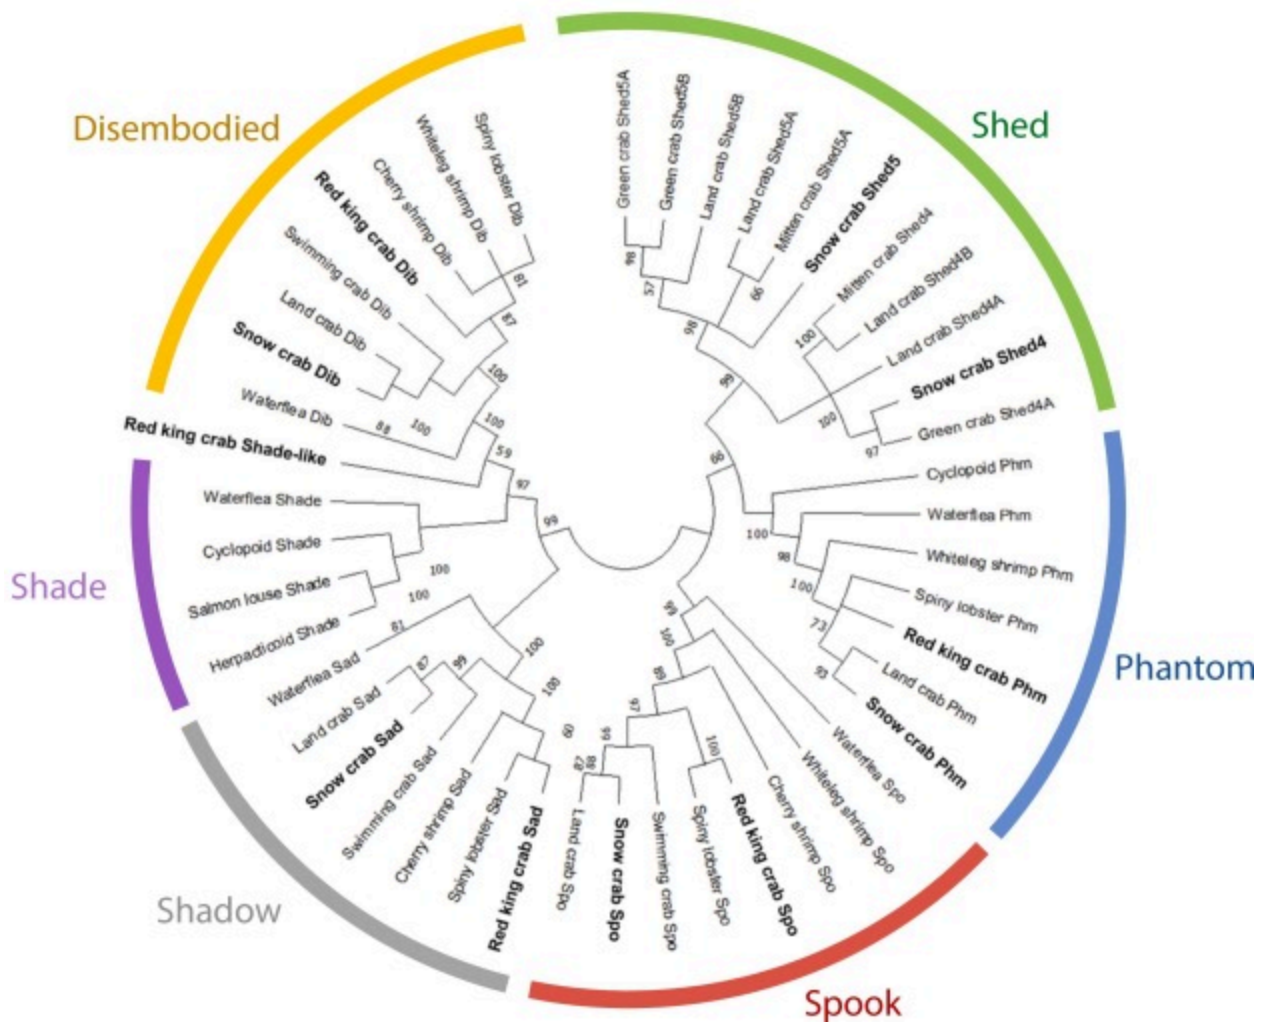 Disembodied
Shed
Phantom
Spook
Shadow
Shade
Green crab Shed5A
Green crab Shed5B
Land crab Shed5B
Land crab Shed5A
Mitten crab Shed5A
Snow crab Shed5
Mitten crab Shed4
Land crab Shed4B
Land crab Shed4A
Snow crab Shed4
Green crab Shed4A
Cyclopoid Phm
Waterflea Phm
Whiteleg shrimp Phm
Spiny lobster Phm
Red king crab Phm
Land crab Phm
Snow crab Phm
Waterflea Spo
Whiteleg shrimp Spo
Cherry shrimp Spo
Red king crab Spo
Spiny lobster Spo
Swimming crab Spo
Snow crab Spo
Land crab Spo
Red king crab Sad
Spiny lobster Sad
Cherry shrimp Sad
Swimming crab Sad
Snow crab Sad
Land crab Sad
Waterflea Sad
Herpacticoid Shade
Salmon louse Shade
Cyclopoid Shade
Waterflea Shade
Red king crab Shade-like
Waterflea Dib
Snow crab Dib
Land crab Dib
Swimming crab Dib
Red king crab Dib
Cherry shrimp Dib
Whiteleg shrimp Dib
Spiny lobster Dib
98
57
66
98
99
100
100
97
66
100
98
100
73
93
99
100
89
97
100
99
88
87
60
100
100
99
87
81
100
100
99
97
59
100
100
88
100
87
81